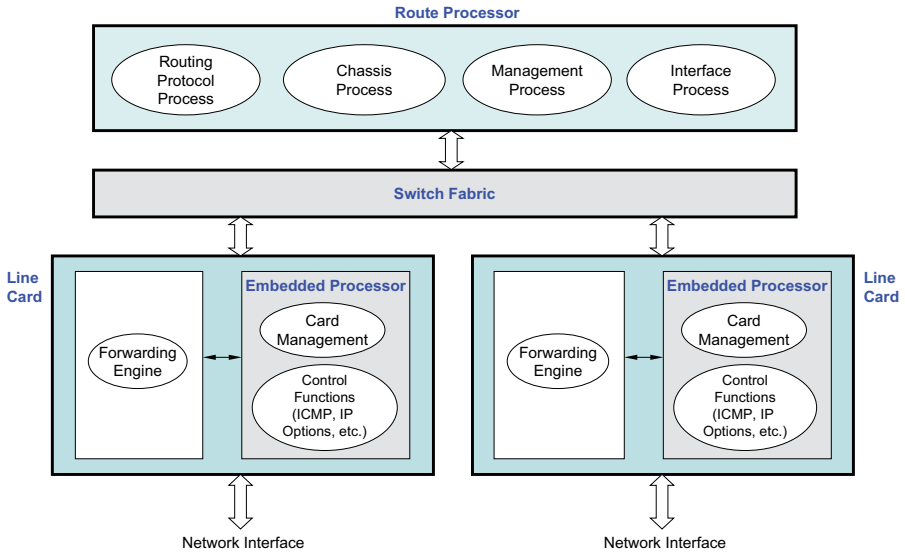 Route Processor
Routing
Protocol
Process
Chassis
Process
Management
Process
Interface
Process
Switch Fabric
Line
Card
Forwarding
Engine
Embedded Processor
Card
Management
Control
Functions
(ICMP, IP
Options, etc.)
Network Interface
Forwarding
Engine
Embedded Processor
Card
Management
Control
Functions
(ICMP, IP
Options, etc.)
Line
Card
Network Interface